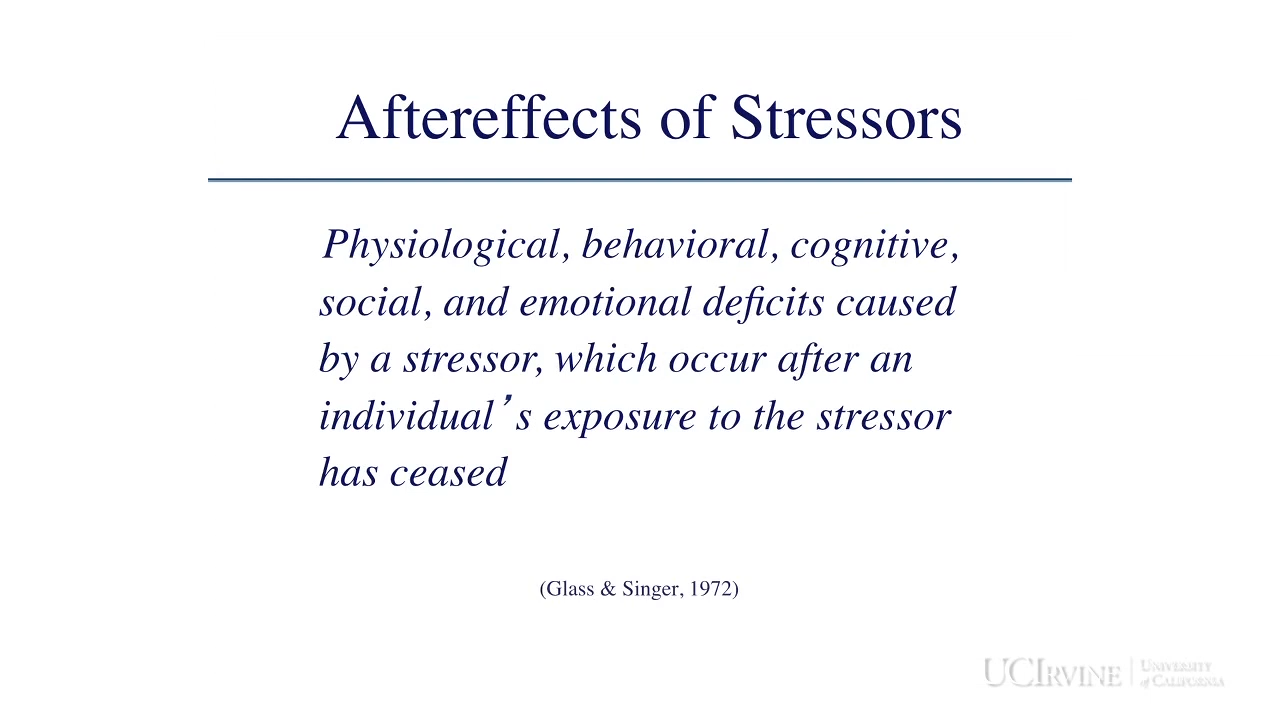 Aftereffects of Stressors
Physiological, behavioral, cognitive,
social, and emotional deficits caused
by a stressor, which occur after an
individual’s exposure to the stressor
has ceased
(Glass & Singer, 1972)
UCIRVINE | UNIVERSITY
of CALIFORNIA